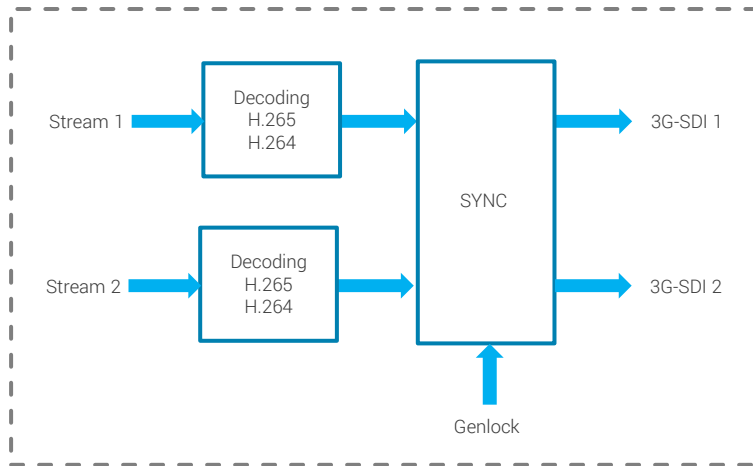 Stream 1
Decoding
H.265
H.264
3G-SDI 1
SYNC
Stream 2
Decoding
H.265
H.264
3G-SDI 2
Genlock